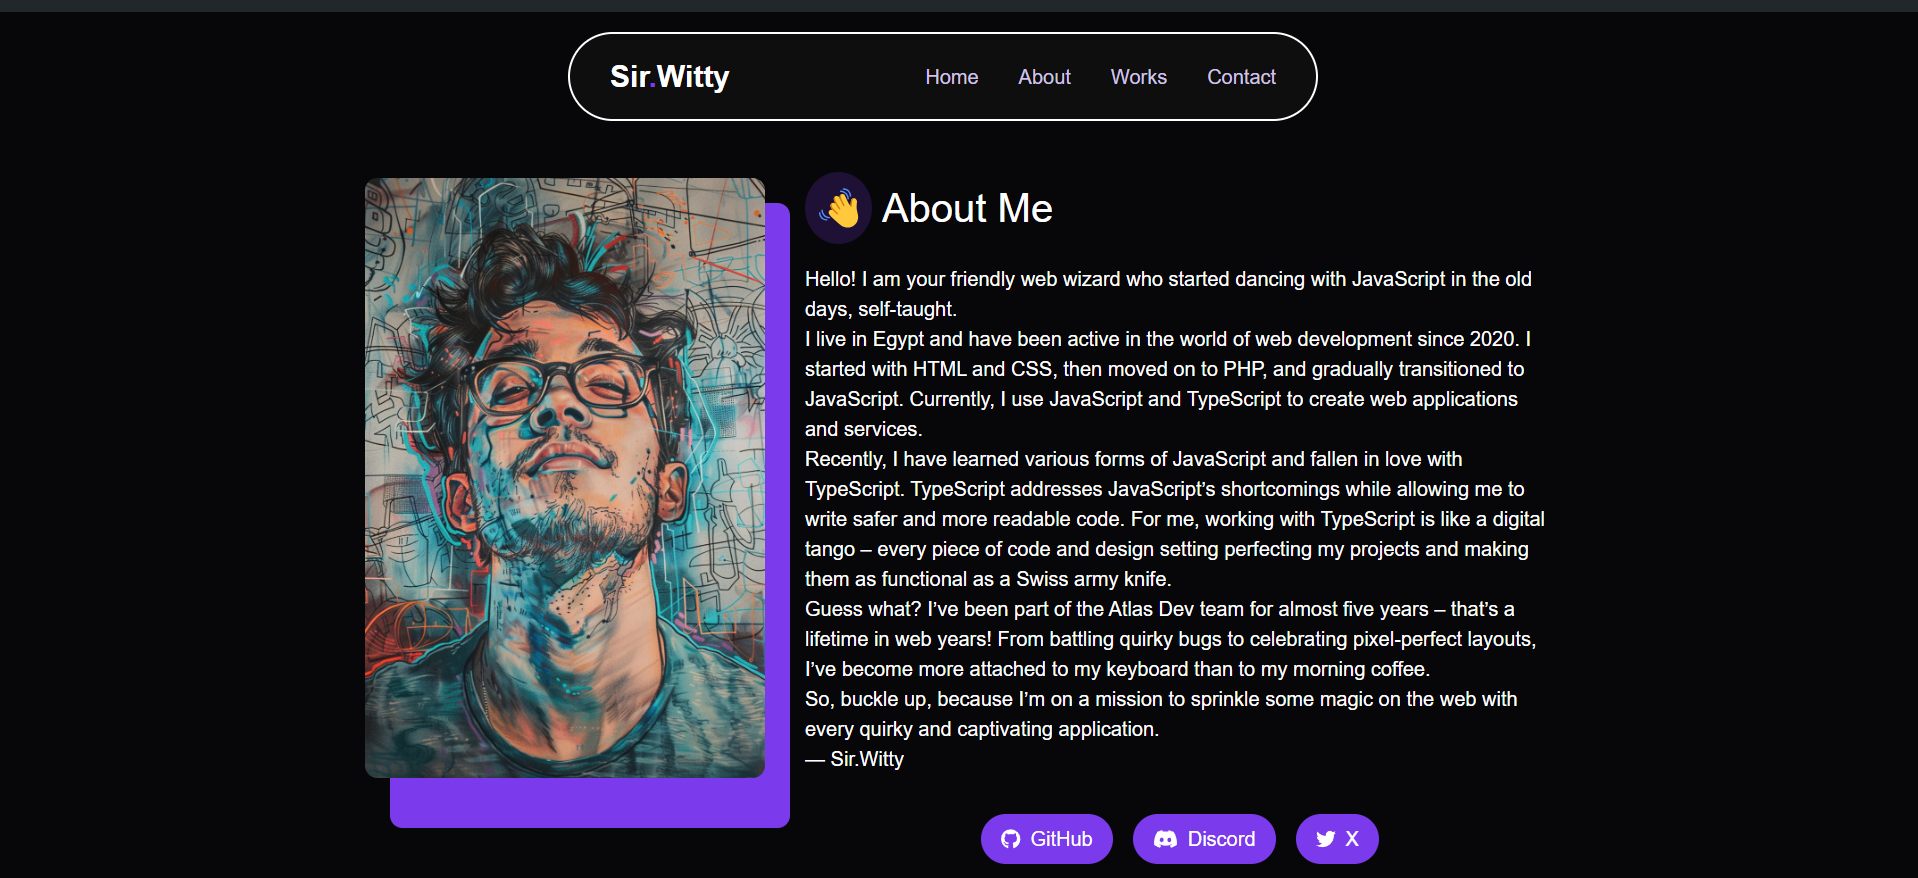 Sir.Witty
Home About Works Contact
About Me
Hello! I am your friendly web wizard who started dancing with JavaScript in the old
days, self-taught.
I live in Egypt and have been active in the world of web development since 2020. I
started with HTML and CSS, then moved on to PHP, and gradually transitioned to
JavaScript. Currently, I use JavaScript and TypeScript to create web applications
and services.
Recently, I have learned various forms of JavaScript and fallen in love with
TypeScript. TypeScript addresses JavaScript’s shortcomings while allowing me to
write safer and more readable code. For me, working with TypeScript is like a digital
tango – every piece of code and design setting perfecting my projects and making
them as functional as a Swiss army knife.
Guess what? I’ve been part of the Atlas Dev team for almost five years – that’s a
lifetime in web years! From battling quirky bugs to celebrating pixel-perfect layouts,
I’ve become more attached to my keyboard than to my morning coffee.
So, buckle up, because I’m on a mission to sprinkle some magic on the web with
every quirky and captivating application.
— Sir.Witty
GitHub Discord X